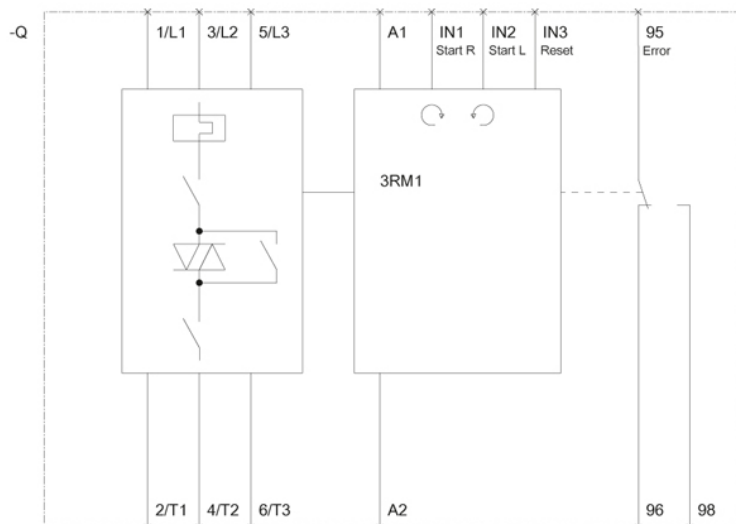 -Q
1/L1 3/L2 5/L3 A1 IN1 IN2 IN3 95
Start R Start L Reset Error
3RM1
2/T1 4/T2 6/T3 A2 96 98